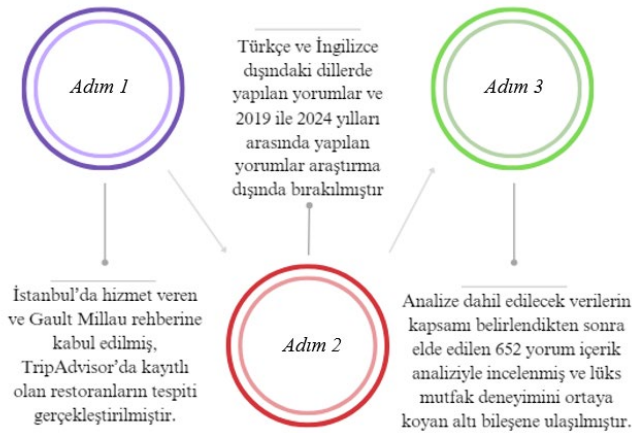 Adım 1
İstanbul'da hizmet veren
ve Gault Millau rehberine
kabul edilmiş,
TripAdvisor'da kayıtlı
olan restoranların tespiti
gerçekleştirilmiştir.
Türkçe ve İngilizce
dışındaki dillerde
yapılan yorumlar ve
2019 ile 2024 yılları
arasında yapılan
yorumlar araştırma
dışında bırakılmıştır
Adım 2
Adım 3
Analize dahil edilecek verilerin
kapsamı belirlendikten sonra
elde edilen 652 yorum içerik
analiziyle incelenmiş ve lüks
mutfak deneyimini ortaya
koyan altı bileşene ulaşılmıştır.